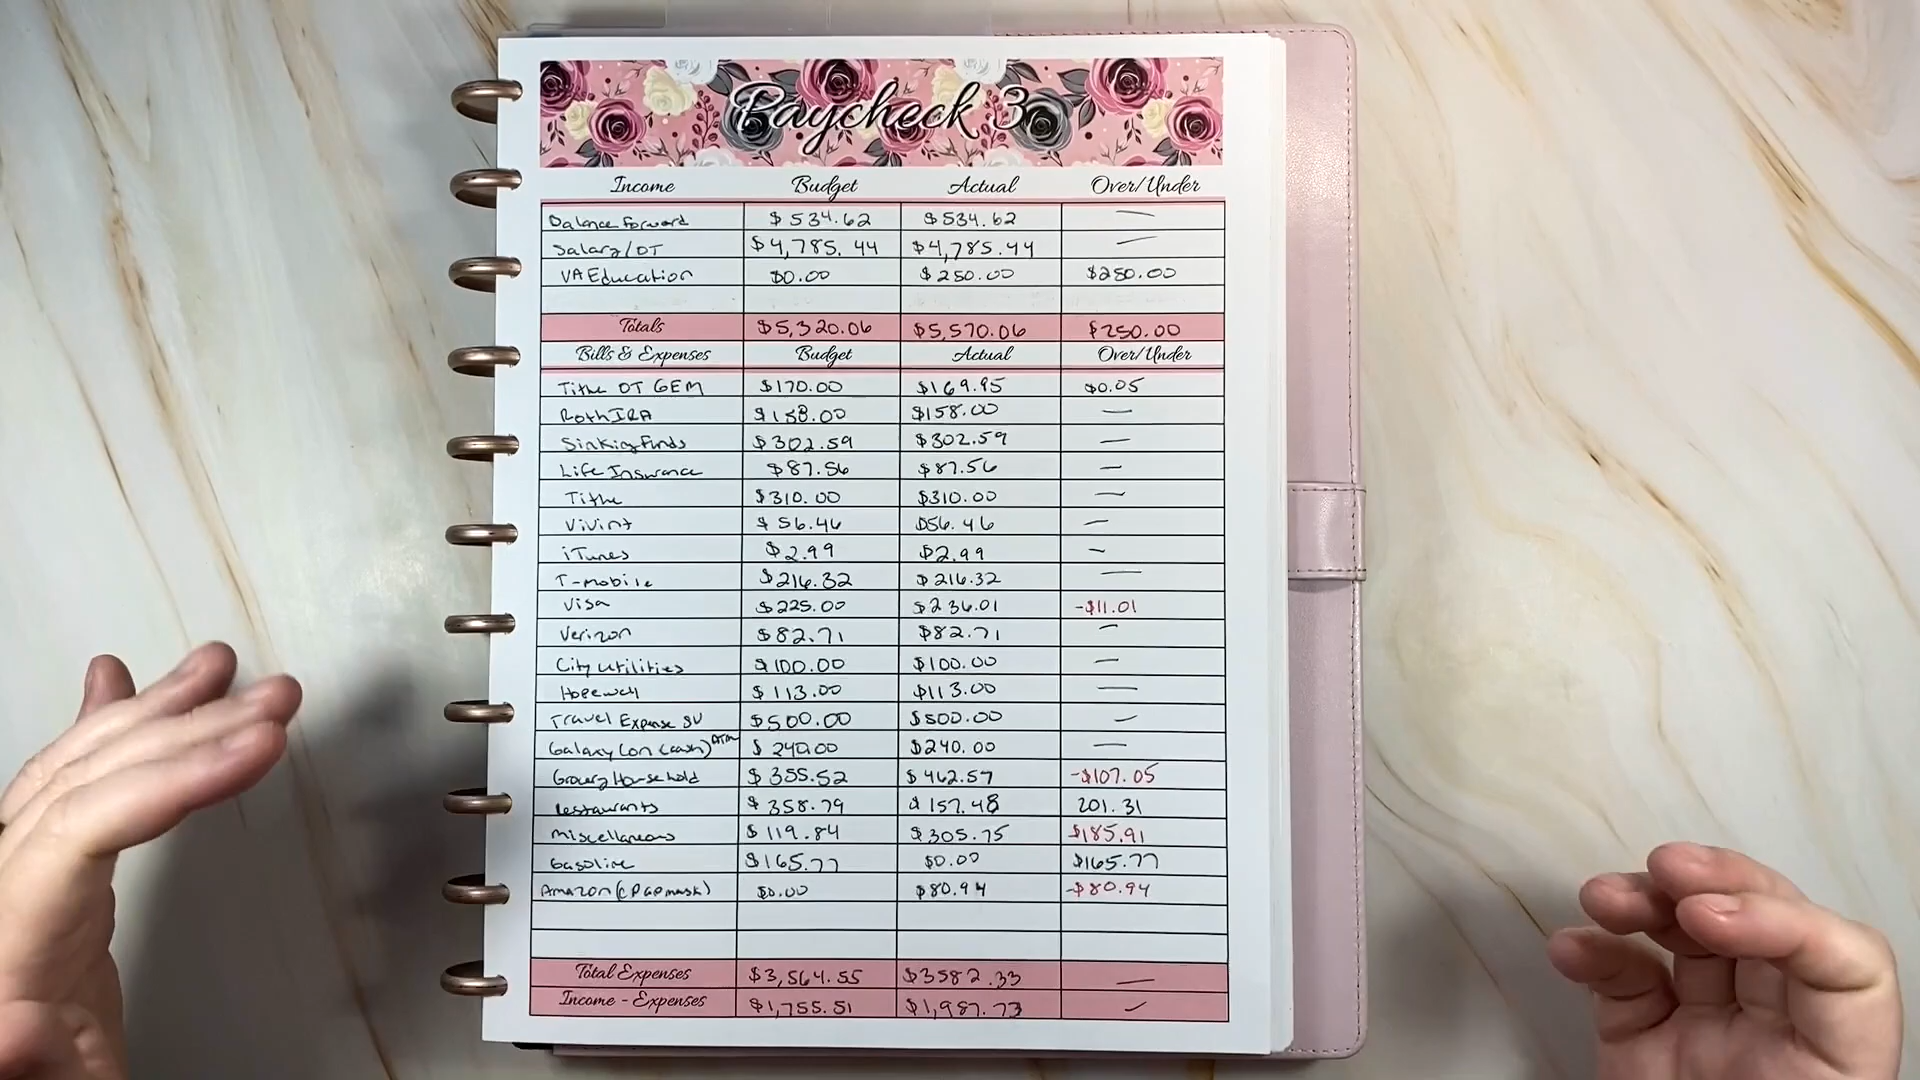 Paycheck 3
Income Budget Actual Over/Under
Balance Forward $534.62 $534.62 —
Salary/OT $4,785.44 $4,785.44 —
VA Education $0.00 $250.00 $250.00
Totals $5,320.06 $5,570.06 $250.00
Bills & Expenses Budget Actual Over/Under
Tithe OT GEM $170.00 $169.95 $0.05
Roth IRA $158.00 $158.00 —
Sinking Funds $302.59 $302.59 —
Life Insurance $87.56 $87.56 —
Tithe $310.00 $310.00 —
Vivint $56.46 $56.46 —
iTunes $2.99 $2.99 —
T-mobile $216.32 $216.32 —
Visa $225.00 $236.01 -$11.01
Verizon $82.71 $82.71 —
City Utilities $100.00 $100.00 —
Hopewell $113.00 $113.00 —
Travel Expense $500.00 $500.00 —
Galaxy Con (cash) ATM $240.00 $240.00 —
Grocery Household $355.52 $462.57 -$107.05
Restaurants $358.79 $157.48 201.31
Miscellaneous $119.84 $305.75 $185.91
Gasoline $165.77 $0.00 $165.77
Amazon (CPAP mask) $0.00 $80.94 -$80.94
Total Expenses $3,564.55 $3582.33 —
Income - Expenses $1,755.51 $1,987.73 —